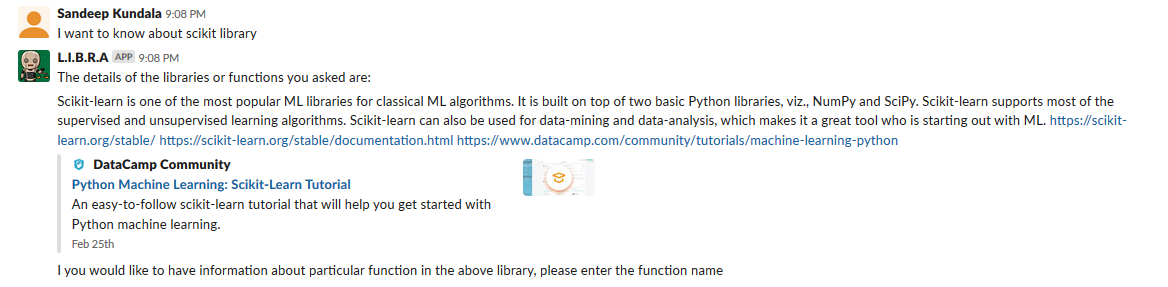 Sandeep Kundala 9:08 PM
I want to know about scikit library
L.I.B.R.A APP 9:08 PM
The details of the libraries or functions you asked are:
Scikit-learn is one of the most popular ML libraries for classical ML algorithms. It is built on top of two basic Python libraries, viz., NumPy and SciPy. Scikit-learn supports most of the
supervised and unsupervised learning algorithms. Scikit-learn can also be used for data-mining and data-analysis, which makes it a great tool who is starting out with ML. https://scikit-
learn.org/stable/ https://scikit-learn.org/stable/documentation.html https://www.datacamp.com/community/tutorials/machine-learning-python
DataCamp Community
Python Machine Learning: Scikit-Learn Tutorial
An easy-to-follow scikit-learn tutorial that will help you get started with
Python machine learning.
Feb 25th
I you would like to have information about particular function in the above library, please enter the function name